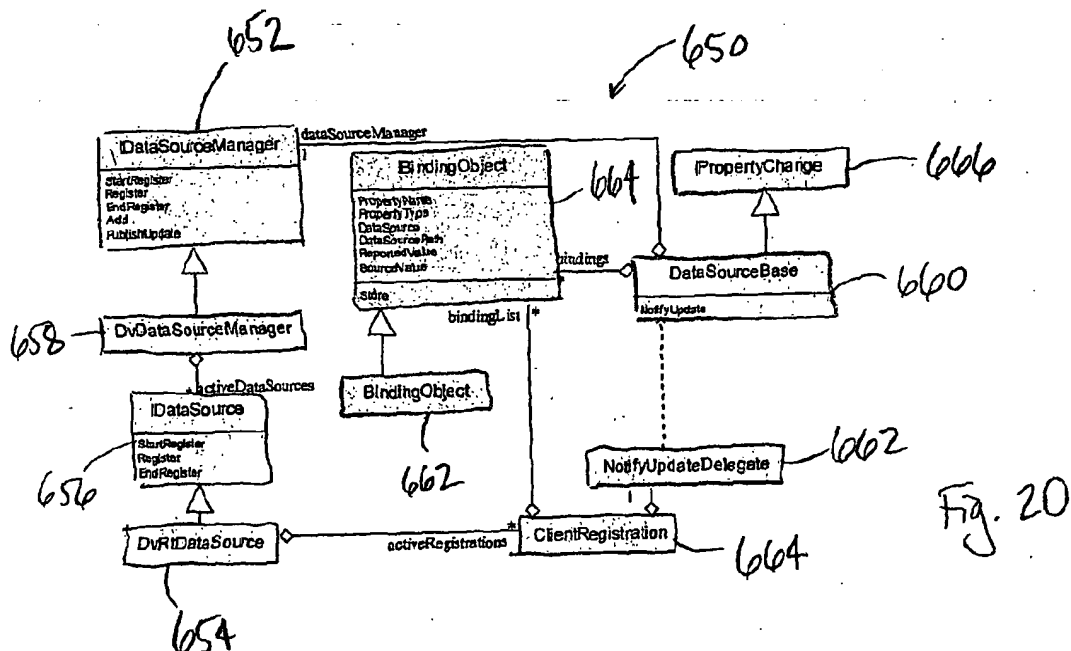 652
650
IDataSourceManager
StartRegister
Register
EndRegister
Add
PublishUpdate
dataSourceManager
1
IBindingObject
PropertyName
PropertyType
DataSource
DataSourcePath
ReportedValue
SourceValue
Store
664
IPropertyChange
666
bindings
*
DataSourceBase
NotifyUpdate
660
658
DvDataSourceManager
bindingList
*
* activeDataSources
IDataSource
StartRegister
Register
EndRegister
656
BindingObject
662
NotifyUpdateDelegate
662
1
DvRtDataSource
654
activeRegistrations
*
ClientRegistration
664
Fig. 20